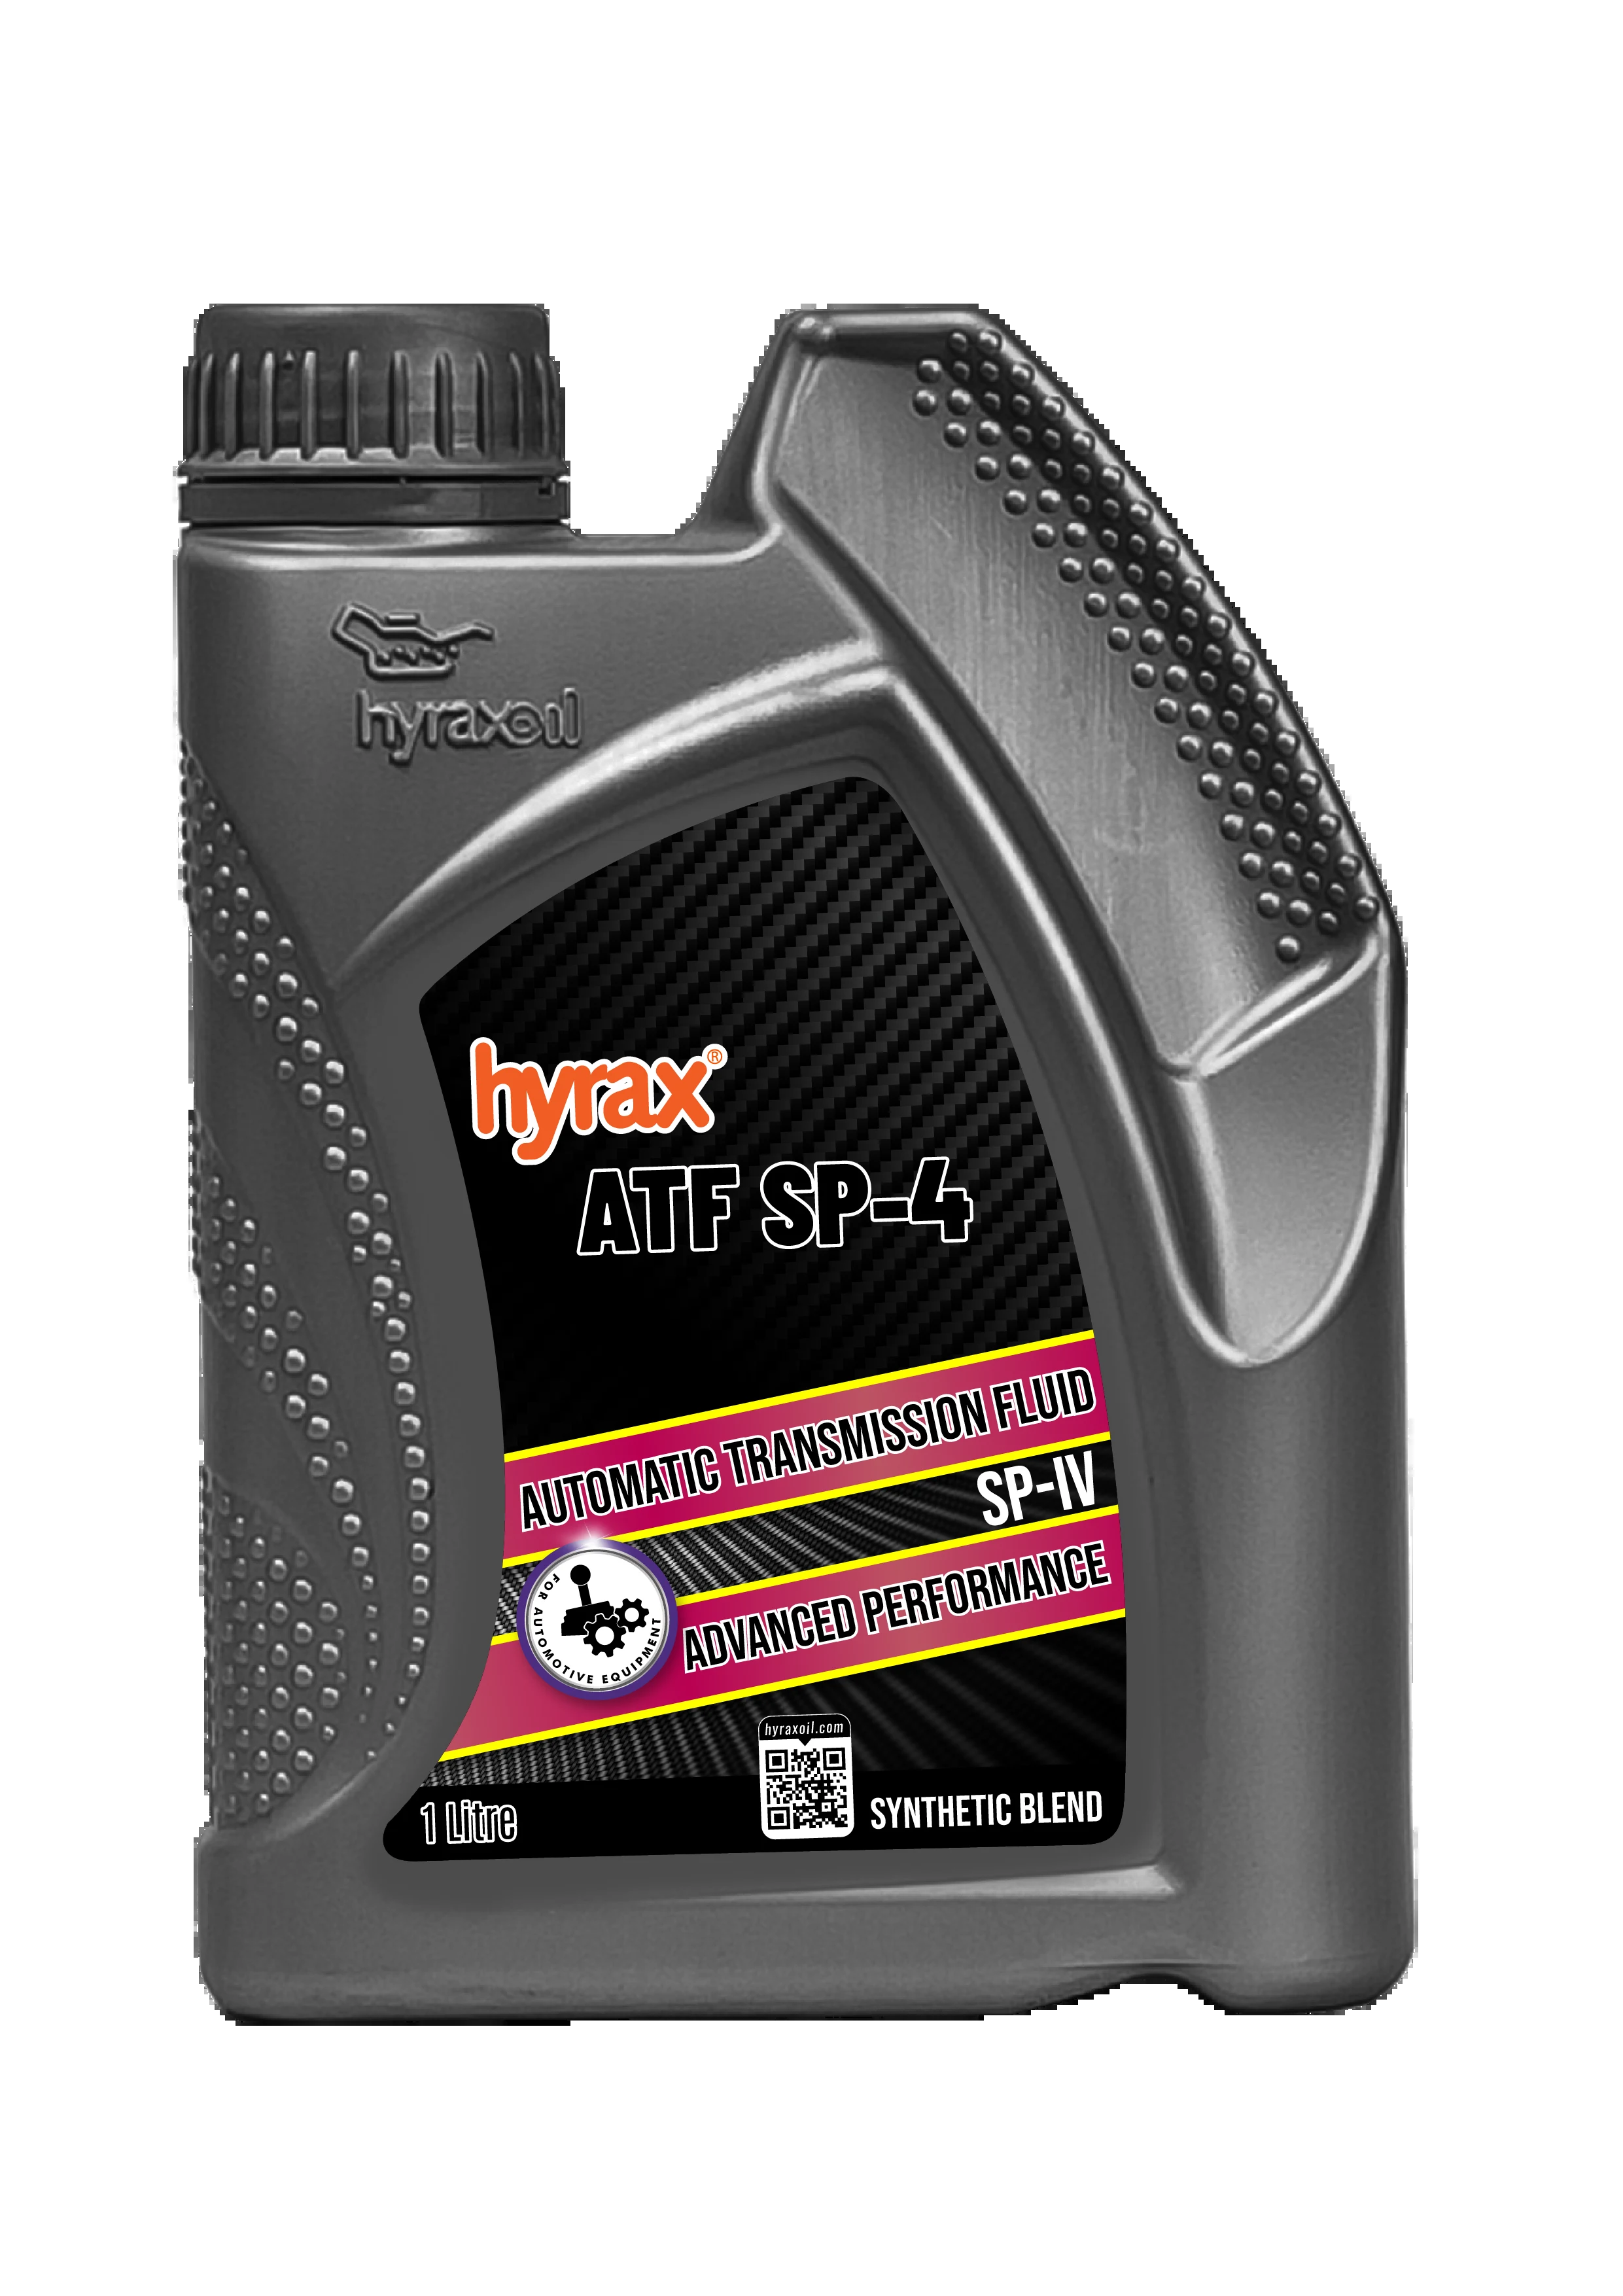 hyraxoil
hyrax®
ATF SP-4
AUTOMATIC TRANSMISSION FLUID
SP-IV
FOR AUTOMOTIVE EQUIPMENT
ADVANCED PERFORMANCE
hyraxoil.com
1 Litre
SYNTHETIC BLEND